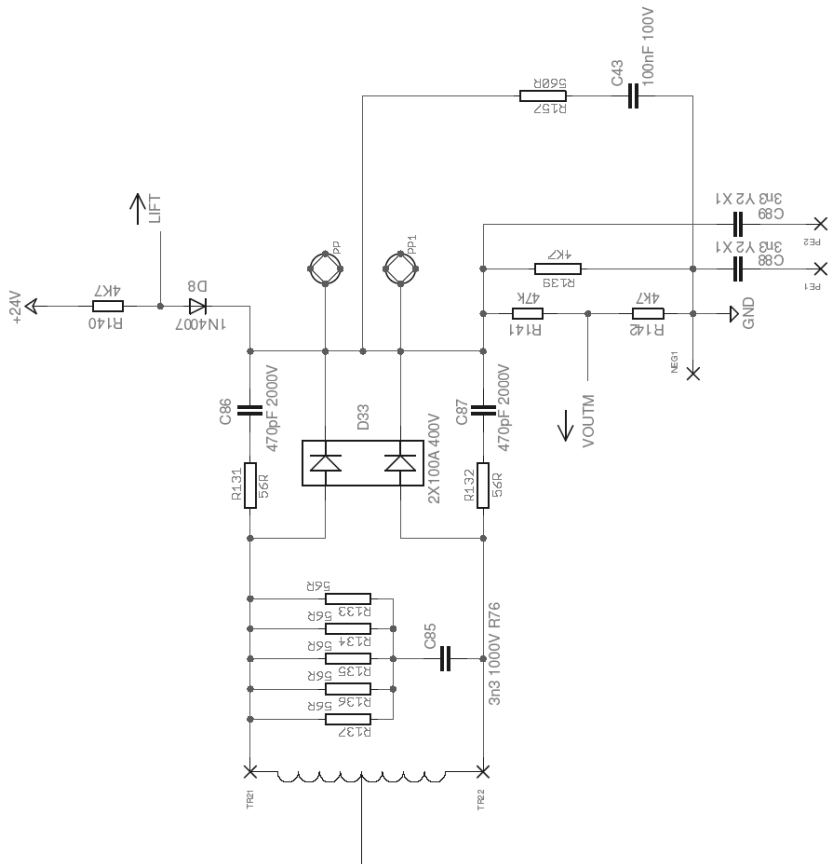 560R
R157
C43
100nF 100V
LIFT
3n3 Y2 X1
C89
PE2
PP
PP1
3n3 Y2 X1
C88
PE1
+24V
4K7
R140
D8
1N4007
4K7
R139
47k
R141
4K7
R142
GND
NEG1
VOUTM
C86
470pF 2000V
D33
2X100A 400V
C87
470pF 2000V
R131
56R
R132
56R
56R
R133
56R
R134
56R
R135
56R
R136
56R
R137
C85
3n3 1000V R76
TR21
TR22